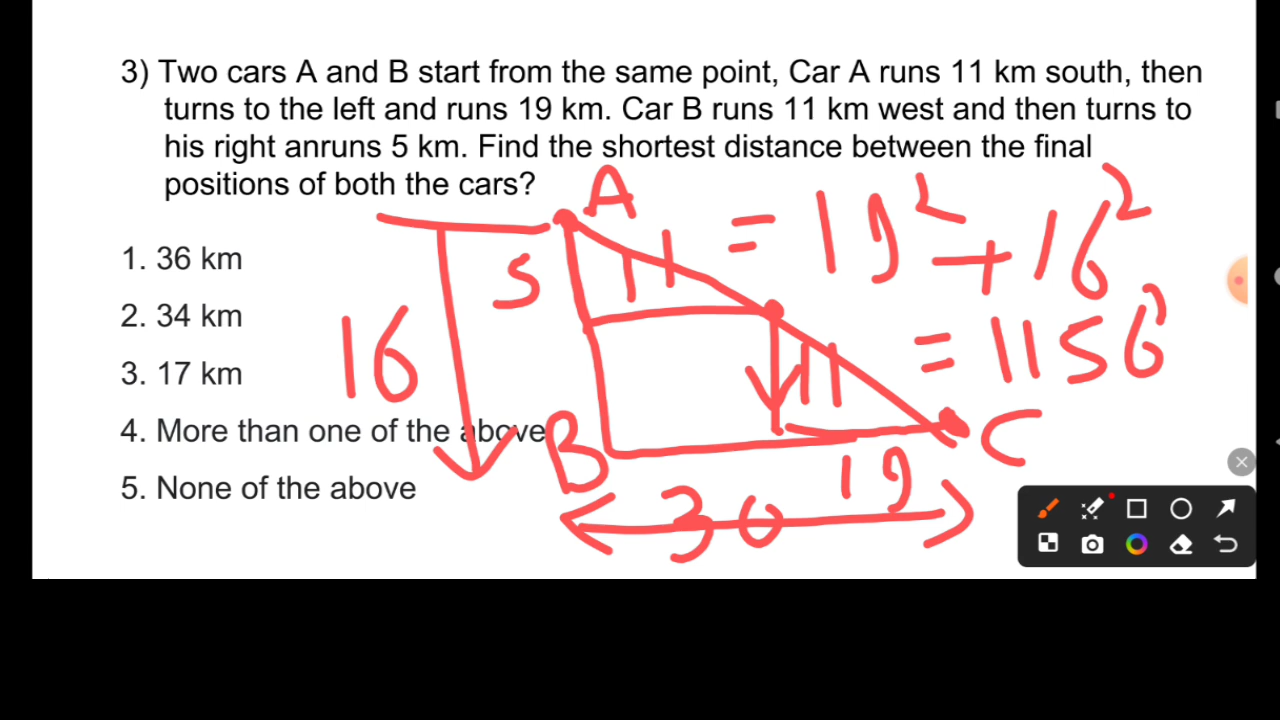 3) Two cars A and B start from the same point, Car A runs 11 km south, then
turns to the left and runs 19 km. Car B runs 11 km west and then turns to
his right anruns 5 km. Find the shortest distance between the final
positions of both the cars?
A
= 19² + 16²
1. 36 km
5
11
2. 34 km
16
= 1156
3. 17 km
11
4. More than one of the above
B
C
19
5. None of the above
30